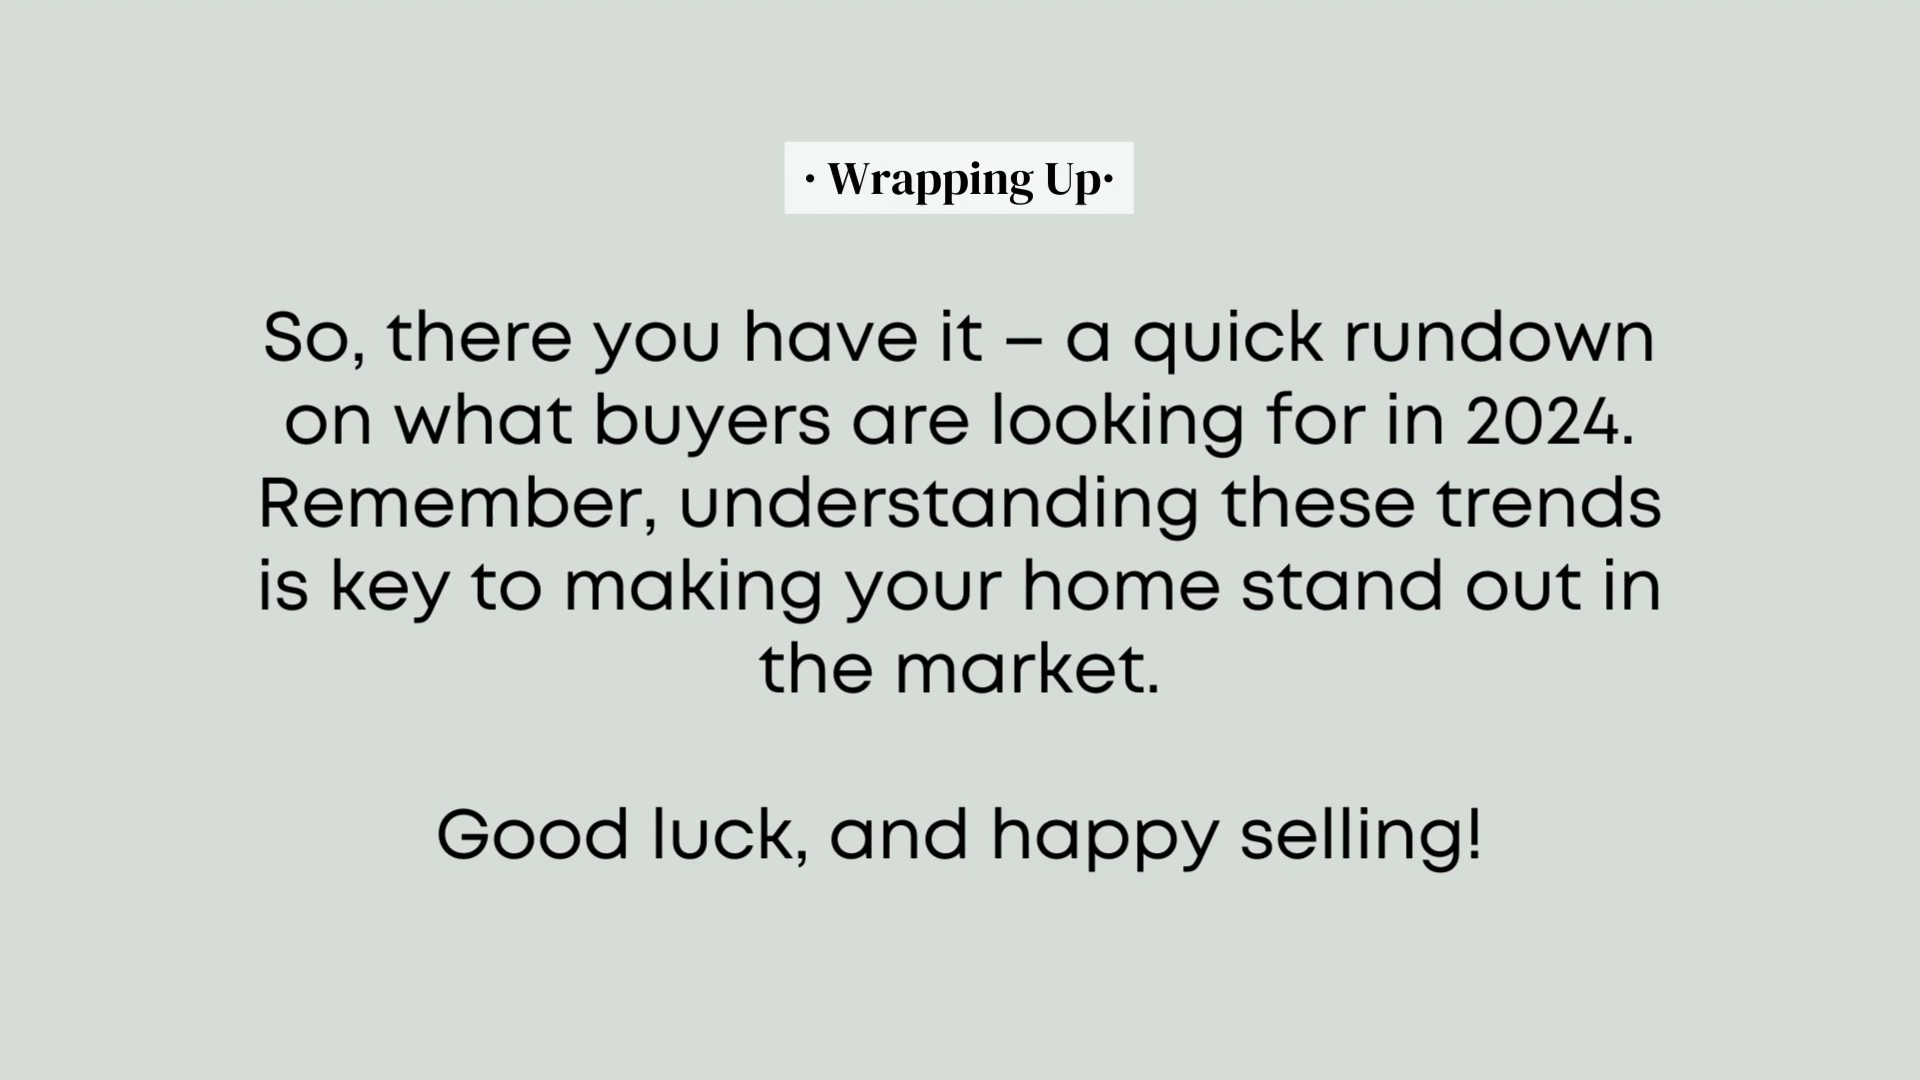 · Wrapping Up·
So, there you have it – a quick rundown
on what buyers are looking for in 2024.
Remember, understanding these trends
is key to making your home stand out in
the market.
Good luck, and happy selling!